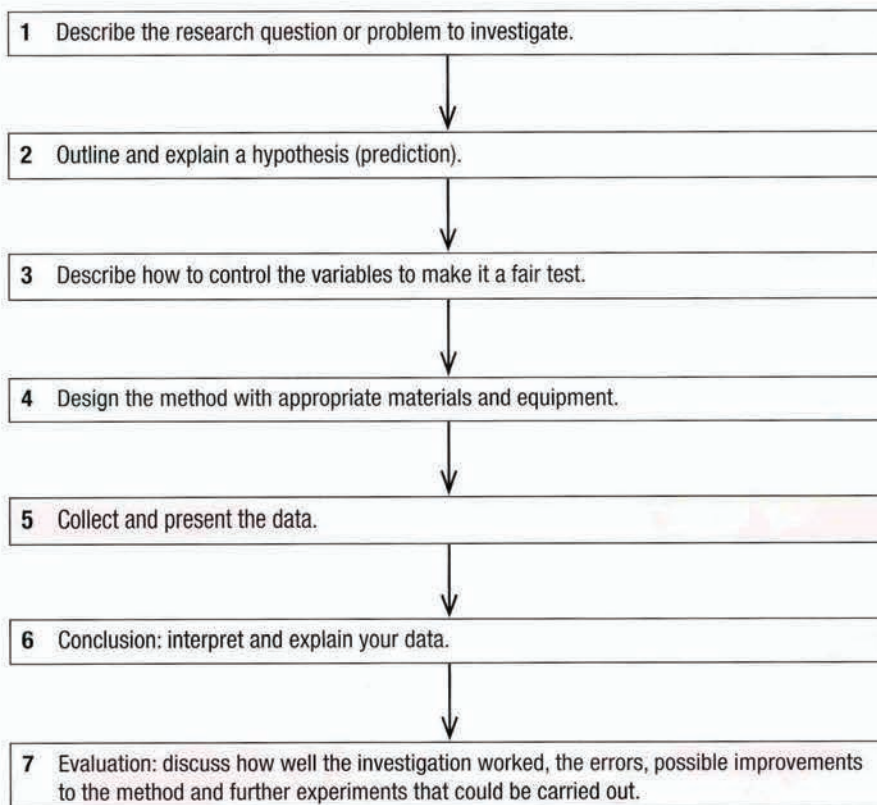 1 Describe the research question or problem to investigate.
2 Outline and explain a hypothesis (prediction).
3 Describe how to control the variables to make it a fair test.
4 Design the method with appropriate materials and equipment.
5 Collect and present the data.
6 Conclusion: interpret and explain your data.
7 Evaluation: discuss how well the investigation worked, the errors, possible improvements
to the method and further experiments that could be carried out.